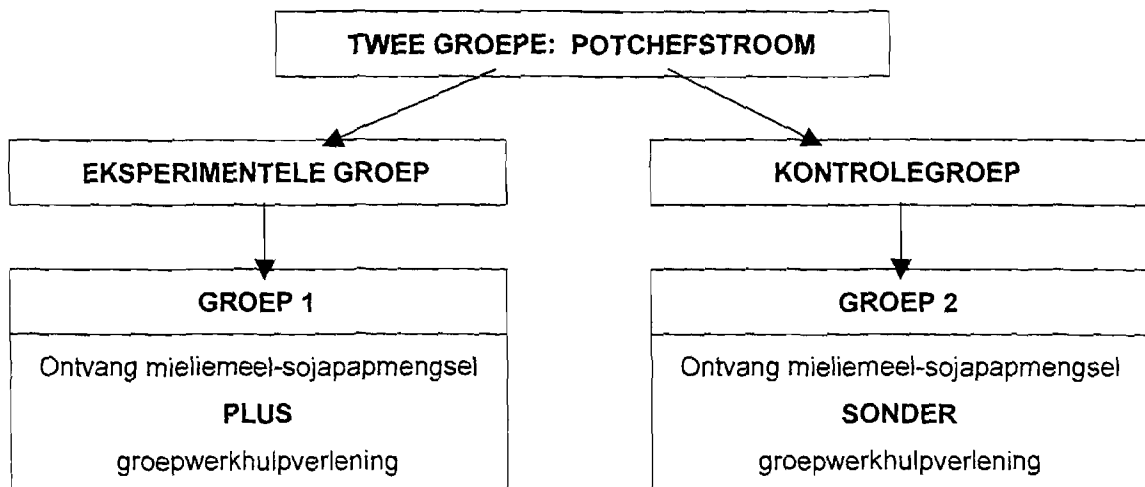 TWEE GROEPE: POTCHEFSTROOM
EKSPERIMENTELE GROEP
KONTROLEGROEP
GROEP 1
Ontvang mieliemeel-sojapapmengsel
PLUS
groepwerkhulpverlening
GROEP 2
Ontvang mieliemeel-sojapapmengsel
SONDER
groepwerkhulpverlening